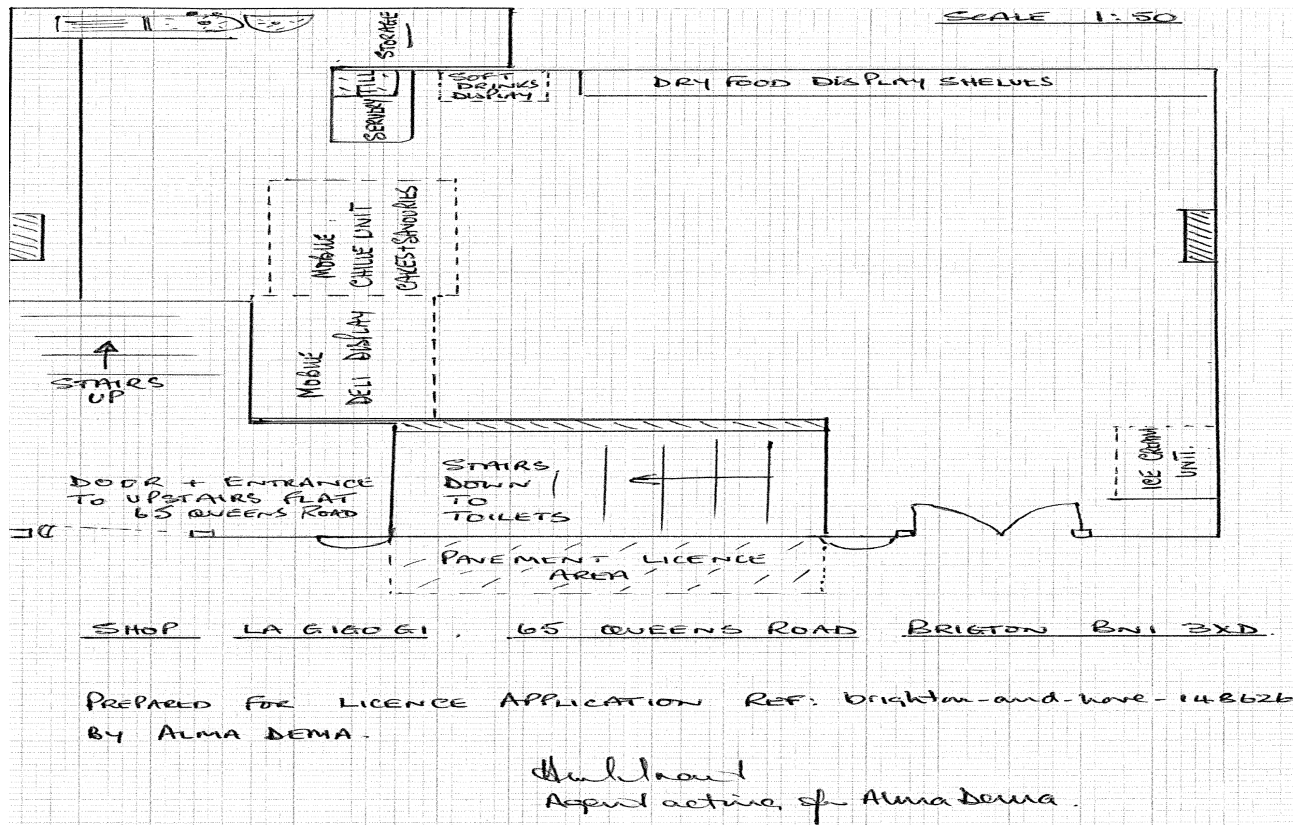 SCALE 1:50
STORAGE
TILL
SERVERY
SOFT
DRINKS
DISPLAY
DRY FOOD DISPLAY SHELVES
MOBILE
CHILLE UNIT
CAKES+SAVOURIES
MOBILE
DELI DISPLAY
STAIRS
UP
ICE CREAM
UNIT.
STAIRS
DOWN
TO
TOILETS
DOOR + ENTRANCE
TO UPSTAIRS FLAT
65 QUEENS ROAD
PAVEMENT LICENCE
AREA
SHOP LA GIGOGI. 65 QUEENS ROAD BRIGTON BN1 3XD.
PREPARED FOR LICENCE APPLICATION REF: brighton-and-hove-148626
BY ALMA DEMA.
Agent acting for Alma Dema.